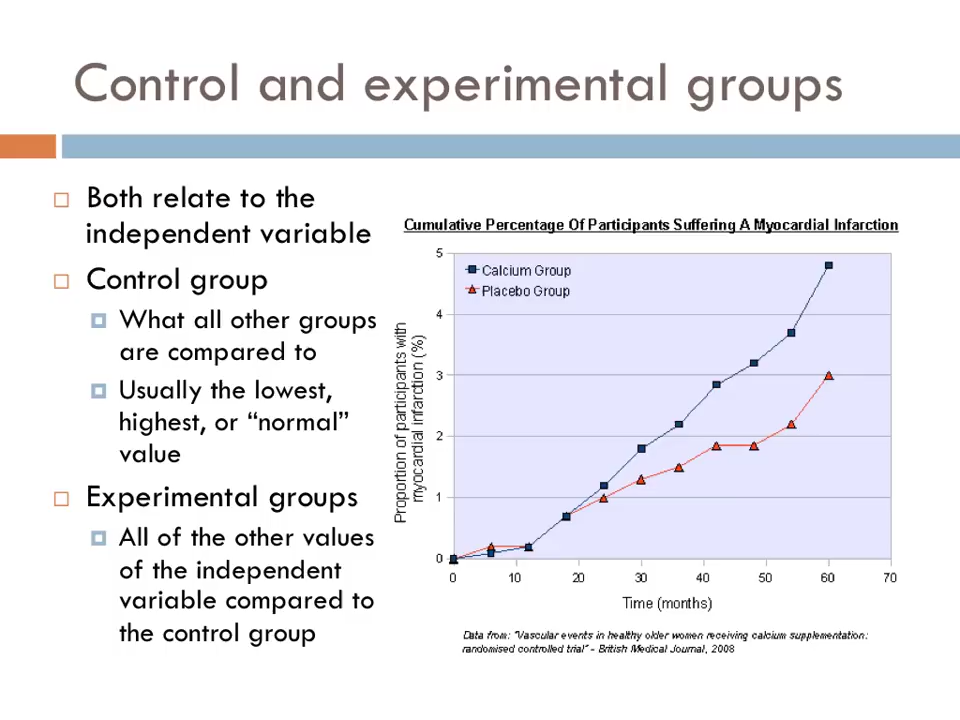 Control and experimental groups
Both relate to the
independent variable
Control group
What all other groups
are compared to
Usually the lowest,
highest, or “normal”
value
Experimental groups
All of the other values
of the independent
variable compared to
the control group
Cumulative Percentage Of Participants Suffering A Myocardial Infarction
Calcium Group
Placebo Group
Proportion of participants with
myocardial infarction (%)
5
4
3
2
1
0
0 10 20 30 40 50 60 70
Time (months)
Data from: "Vascular events in healthy older women receiving calcium supplementation:
randomised controlled trial" - British Medical Journal, 2008